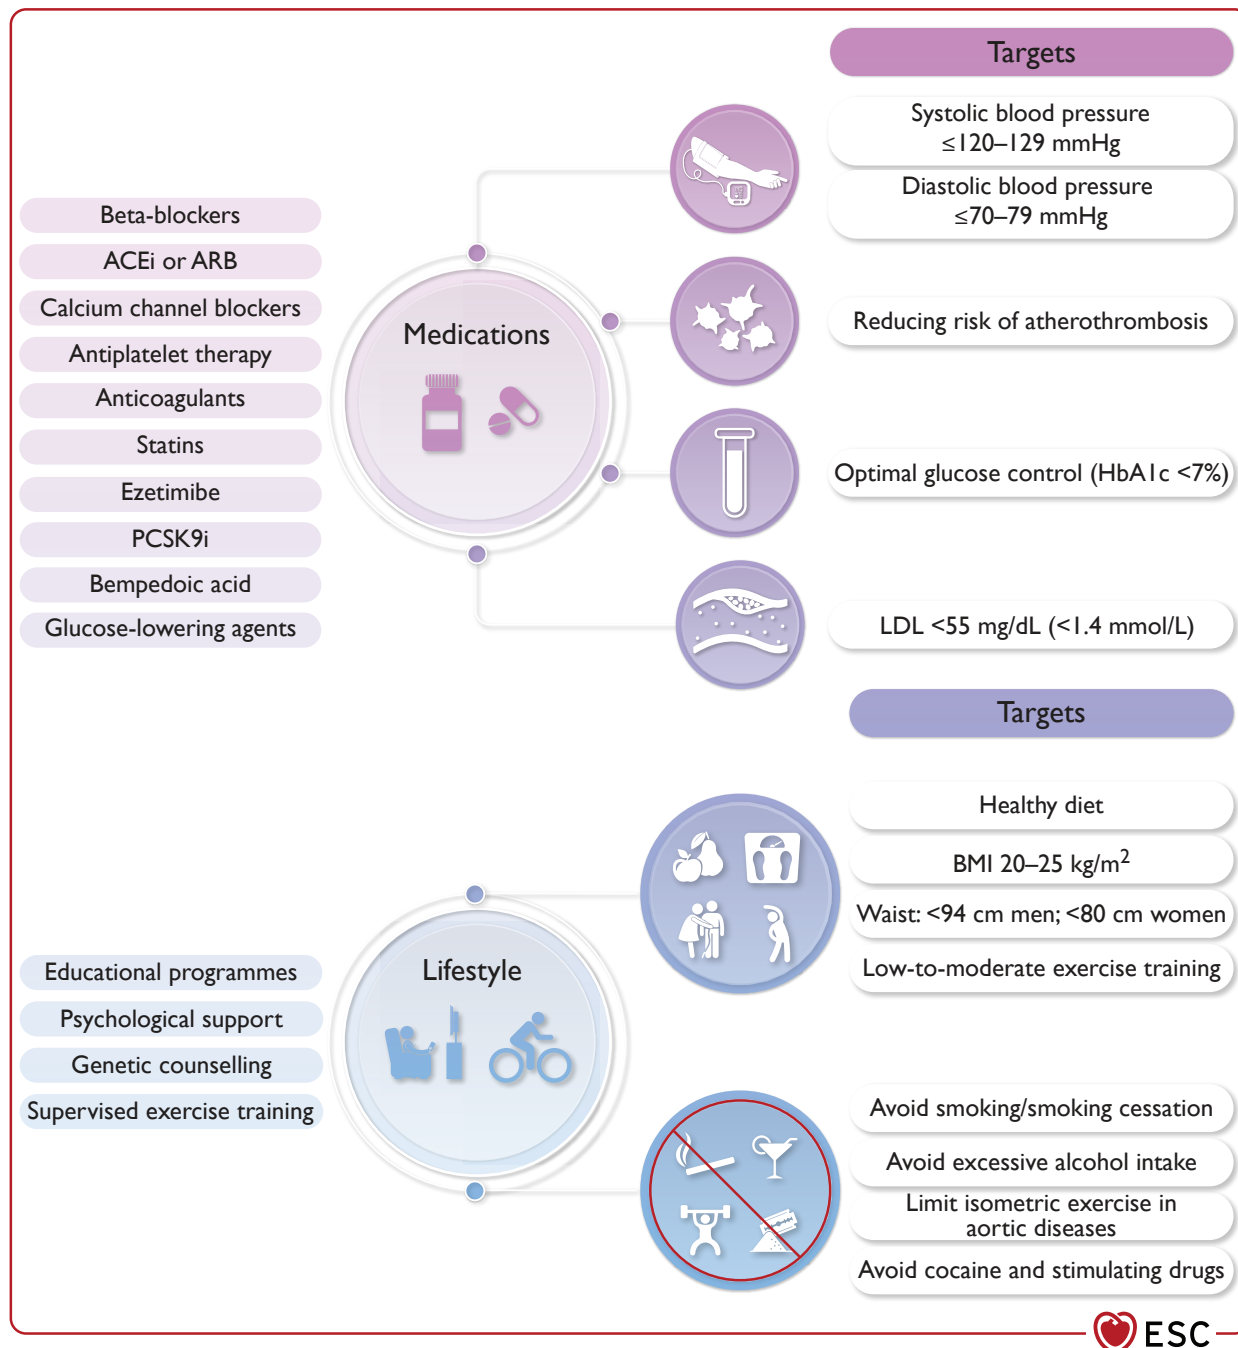 Targets
Systolic blood pressure
≤120–129 mmHg
Diastolic blood pressure
≤70–79 mmHg
Beta-blockers
ACEi or ARB
Calcium channel blockers
Antiplatelet therapy
Anticoagulants
Statins
Ezetimibe
PCSK9i
Bempedoic acid
Glucose-lowering agents
Medications
Reducing risk of atherothrombosis
Optimal glucose control (HbA1c <7%)
LDL <55 mg/dL (<1.4 mmol/L)
Targets
Healthy diet
BMI 20–25 kg/m²
Waist: <94 cm men; <80 cm women
Low-to-moderate exercise training
Lifestyle
Educational programmes
Psychological support
Genetic counselling
Supervised exercise training
Avoid smoking/smoking cessation
Avoid excessive alcohol intake
Limit isometric exercise in
aortic diseases
Avoid cocaine and stimulating drugs
ESC